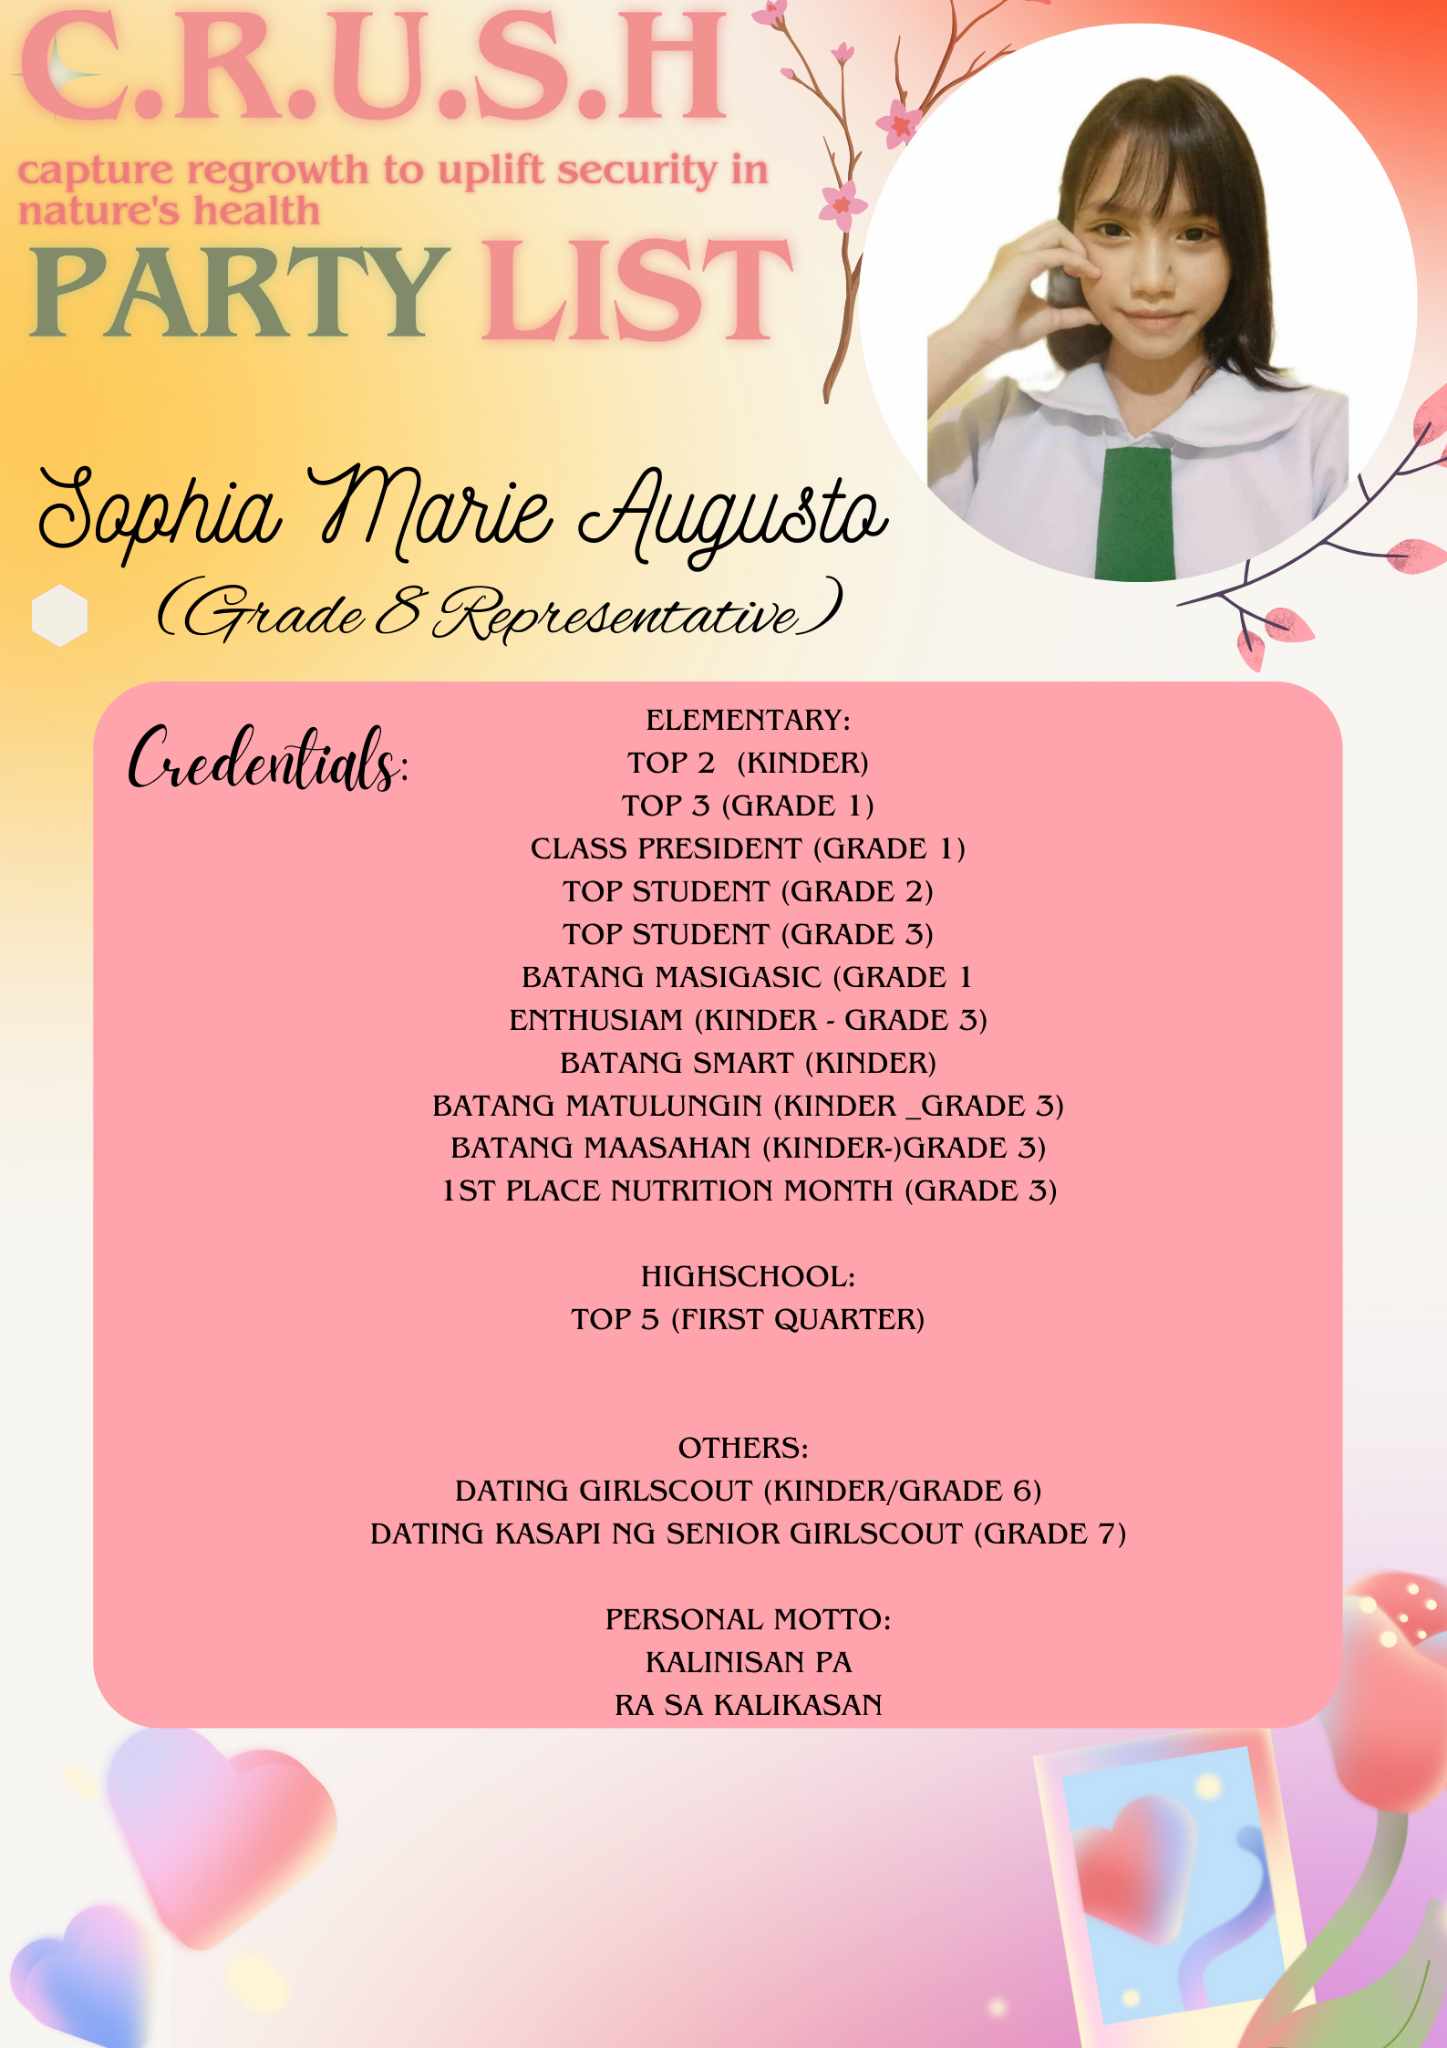 C.R.U.S.H
capture regrowth to uplift security in
nature's health
PARTY LIST
Sophia Marie Augusto
(Grade 8 Representative)
Credentials:
ELEMENTARY:
TOP 2 (KINDER)
TOP 3 (GRADE 1)
CLASS PRESIDENT (GRADE 1)
TOP STUDENT (GRADE 2)
TOP STUDENT (GRADE 3)
BATANG MASIGASIC (GRADE 1
ENTHUSIAM (KINDER - GRADE 3)
BATANG SMART (KINDER)
BATANG MATULUNGIN (KINDER _GRADE 3)
BATANG MAASAHAN (KINDER-)GRADE 3)
1ST PLACE NUTRITION MONTH (GRADE 3)
HIGHSCHOOL:
TOP 5 (FIRST QUARTER)
OTHERS:
DATING GIRLSCOUT (KINDER/GRADE 6)
DATING KASAPI NG SENIOR GIRLSCOUT (GRADE 7)
PERSONAL MOTTO:
KALINISAN PA
RA SA KALIKASAN